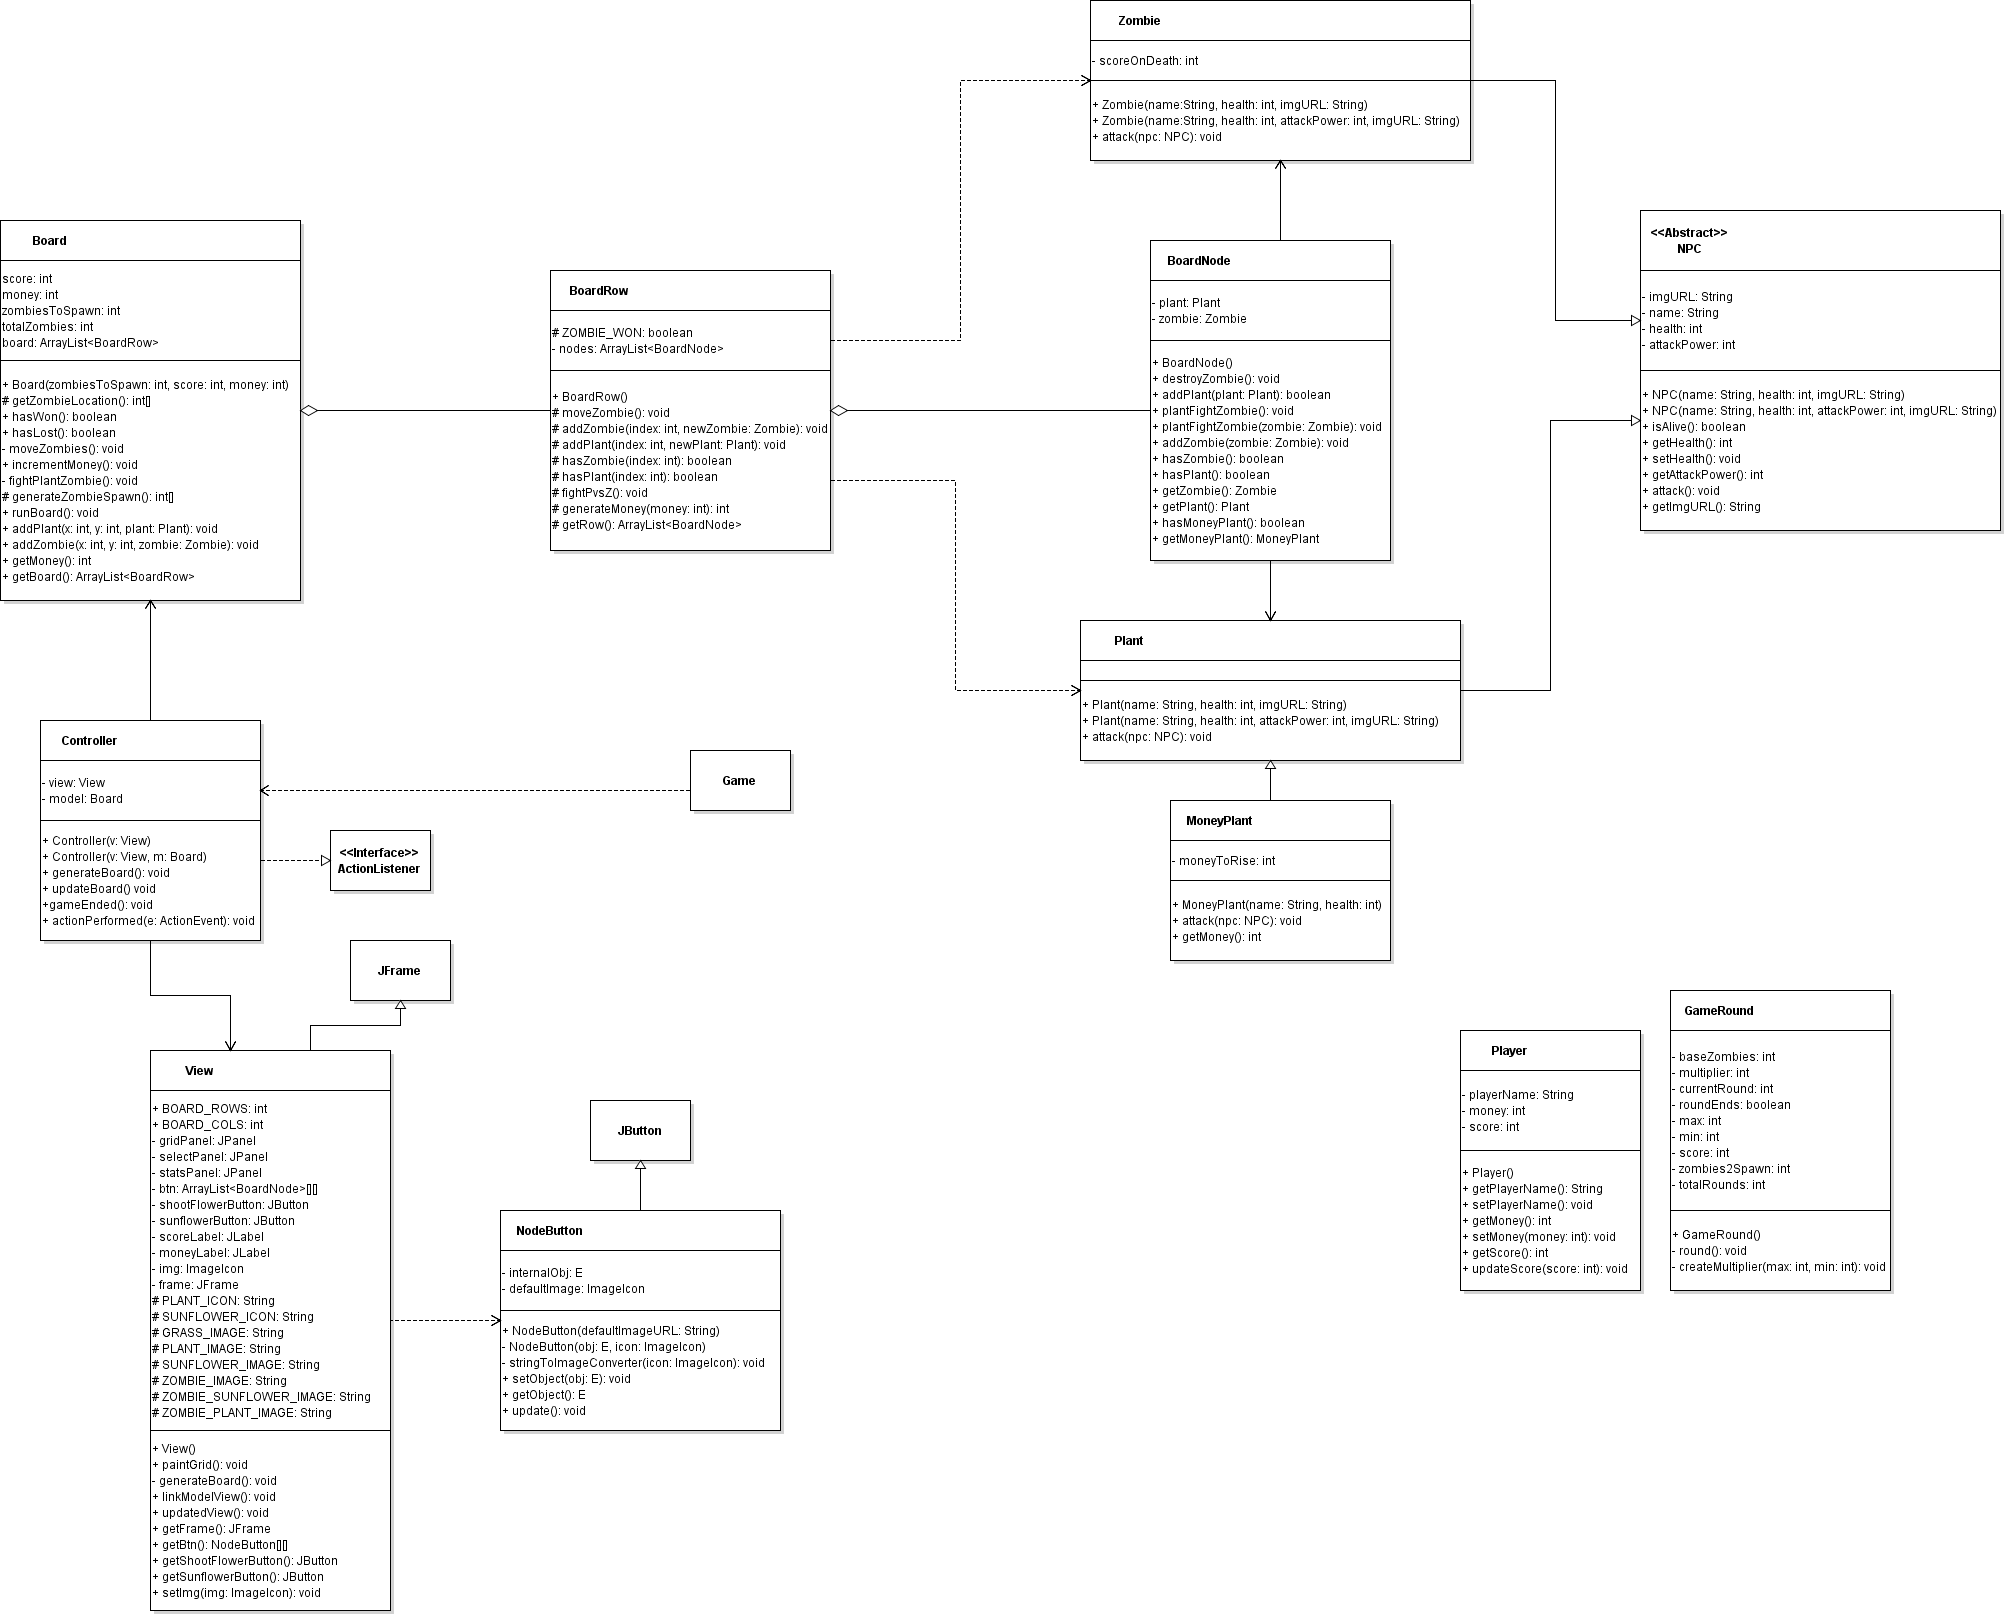 Zombie
- scoreOnDeath: int
+ Zombie(name:String, health: int, imgURL: String)
+ Zombie(name:String, health: int, attackPower: int, imgURL: String)
+ attack(npc: NPC): void
Board
score: int
money: int
zombiesToSpawn: int
totalZombies: int
board: ArrayList<BoardRow>
+ Board(zombiesToSpawn: int, score: int, money: int)
# getZombieLocation(): int[]
+ hasWon(): boolean
+ hasLost(): boolean
- moveZombies(): void
+ incrementMoney(): void
- fightPlantZombie(): void
# generateZombieSpawn(): int[]
+ runBoard(): void
+ addPlant(x: int, y: int, plant: Plant): void
+ addZombie(x: int, y: int, zombie: Zombie): void
+ getMoney(): int
+ getBoard(): ArrayList<BoardRow>
BoardRow
# ZOMBIE_WON: boolean
- nodes: ArrayList<BoardNode>
+ BoardRow()
# moveZombie(): void
# addZombie(index: int, newZombie: Zombie): void
# addPlant(index: int, newPlant: Plant): void
# hasZombie(index: int): boolean
# hasPlant(index: int): boolean
# fightPvsZ(): void
# generateMoney(money: int): int
# getRow(): ArrayList<BoardNode>
BoardNode
- plant: Plant
- zombie: Zombie
+ BoardNode()
+ destroyZombie(): void
+ addPlant(plant: Plant): boolean
+ plantFightZombie(): void
+ plantFightZombie(zombie: Zombie): void
+ addZombie(zombie: Zombie): void
+ hasZombie(): boolean
+ hasPlant(): boolean
+ getZombie(): Zombie
+ getPlant(): Plant
+ hasMoneyPlant(): boolean
+ getMoneyPlant(): MoneyPlant
<<Abstract>>
NPC
- imgURL: String
- name: String
- health: int
- attackPower: int
+ NPC(name: String, health: int, imgURL: String)
+ NPC(name: String, health: int, attackPower: int, imgURL: String)
+ isAlive(): boolean
+ getHealth(): int
+ setHealth(): void
+ getAttackPower(): int
+ attack(): void
+ getImgURL(): String
Plant
+ Plant(name: String, health: int, imgURL: String)
+ Plant(name: String, health: int, attackPower: int, imgURL: String)
+ attack(npc: NPC): void
Controller
- view: View
- model: Board
+ Controller(v: View)
+ Controller(v: View, m: Board)
+ generateBoard(): void
+ updateBoard() void
+gameEnded(): void
+ actionPerformed(e: ActionEvent): void
Game
<<Interface>>
ActionListener
MoneyPlant
- moneyToRise: int
+ MoneyPlant(name: String, health: int)
+ attack(npc: NPC): void
+ getMoney(): int
JFrame
View
+ BOARD_ROWS: int
+ BOARD_COLS: int
- gridPanel: JPanel
- selectPanel: JPanel
- statsPanel: JPanel
- btn: ArrayList<BoardNode>[][]
- shootFlowerButton: JButton
- sunflowerButton: JButton
- scoreLabel: JLabel
- moneyLabel: JLabel
- img: ImageIcon
- frame: JFrame
# PLANT_ICON: String
# SUNFLOWER_ICON: String
# GRASS_IMAGE: String
# PLANT_IMAGE: String
# SUNFLOWER_IMAGE: String
# ZOMBIE_IMAGE: String
# ZOMBIE_SUNFLOWER_IMAGE: String
# ZOMBIE_PLANT_IMAGE: String
+ View()
+ paintGrid(): void
- generateBoard(): void
+ linkModelView(): void
+ updatedView(): void
+ getFrame(): JFrame
+ getBtn(): NodeButton[][]
+ getShootFlowerButton(): JButton
+ getSunflowerButton(): JButton
+ setImg(img: ImageIcon): void
JButton
NodeButton
- internalObj: E
- defaultImage: ImageIcon
+ NodeButton(defaultImageURL: String)
- NodeButton(obj: E, icon: ImageIcon)
- stringToImageConverter(icon: ImageIcon): void
+ setObject(obj: E): void
+ getObject(): E
+ update(): void
Player
- playerName: String
- money: int
- score: int
+ Player()
+ getPlayerName(): String
+ setPlayerName(): void
+ getMoney(): int
+ setMoney(money: int): void
+ getScore(): int
+ updateScore(score: int): void
GameRound
- baseZombies: int
- multiplier: int
- currentRound: int
- roundEnds: boolean
- max: int
- min: int
- score: int
- zombies2Spawn: int
- totalRounds: int
+ GameRound()
- round(): void
- createMultiplier(max: int, min: int): void